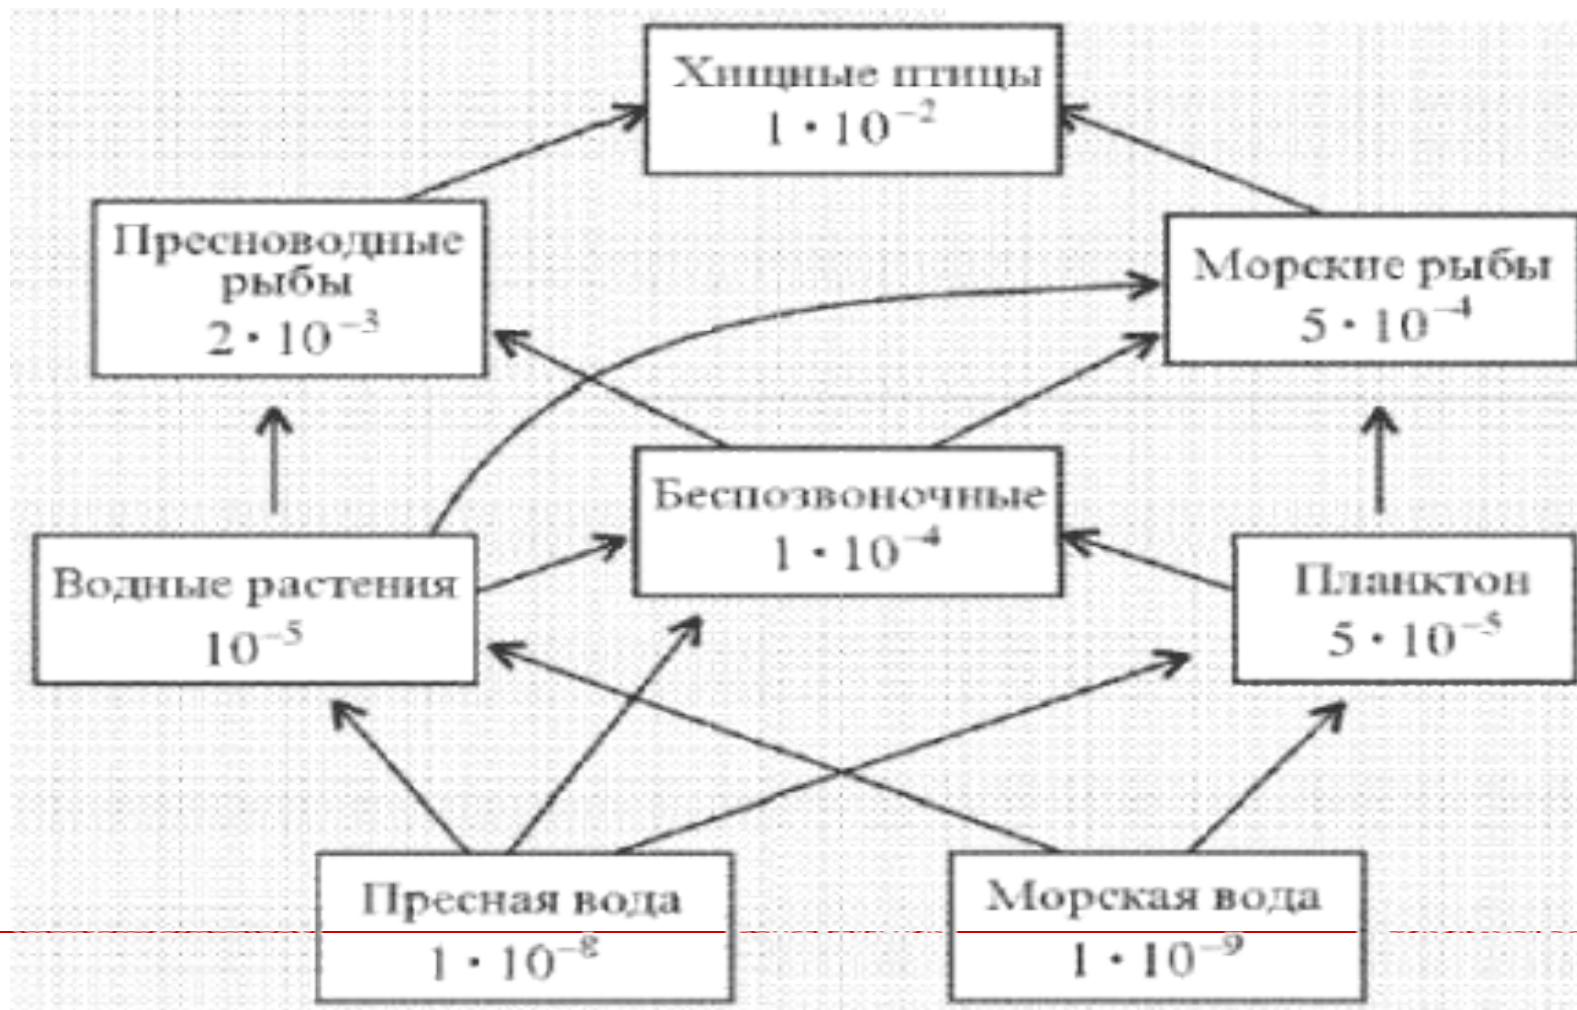 Хищные птицы
1 · 10⁻²
Пресноводные
рыбы
2 · 10⁻³
Морские рыбы
5 · 10⁻⁴
Беспозвоночные
1 · 10⁻⁴
Водные растения
10⁻⁵
Планктон
5 · 10⁻⁵
Пресная вода
1 · 10⁻⁸
Морская вода
1 · 10⁻⁹